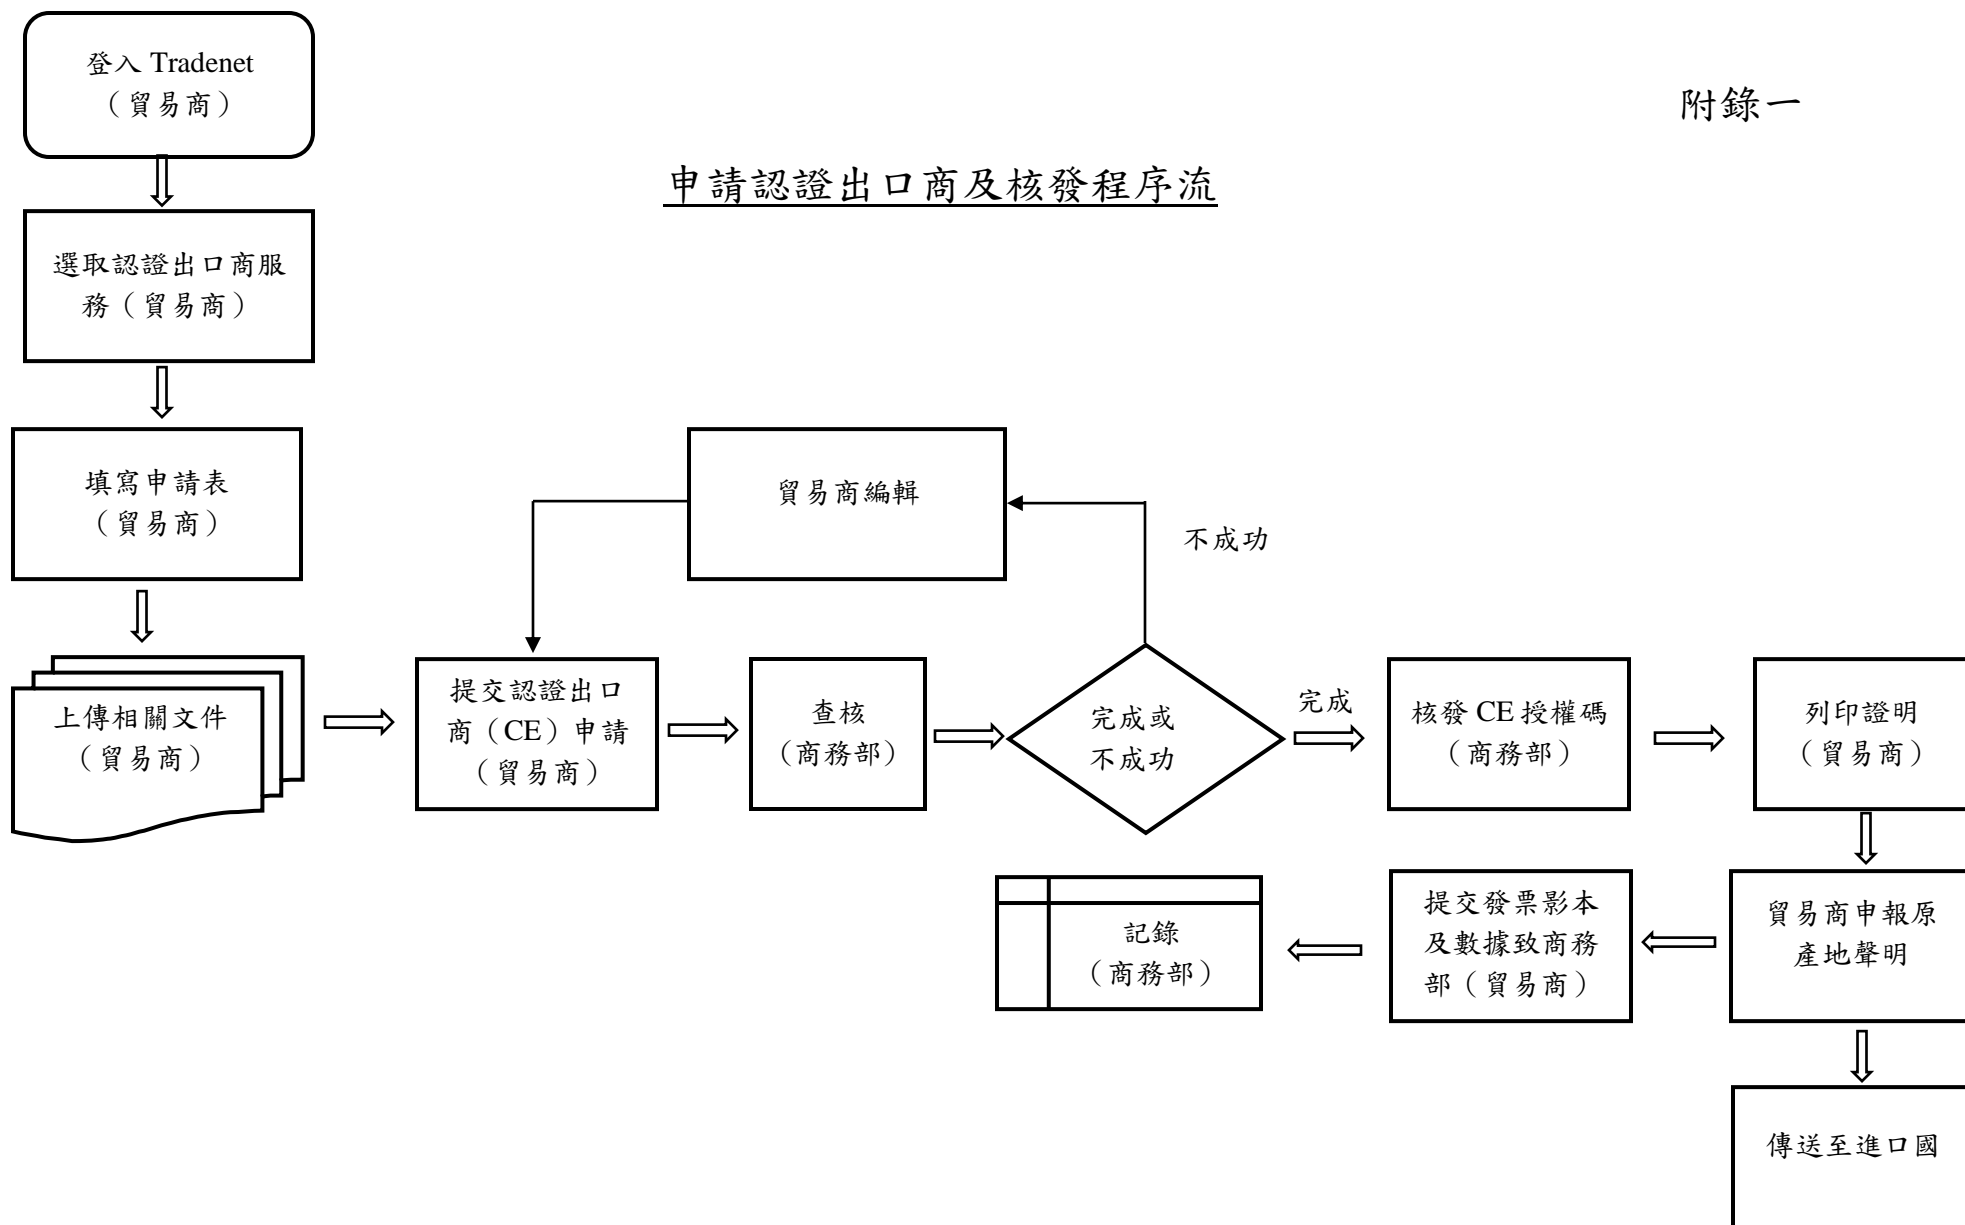 登入 Tradenet
（貿易商）
附錄一
申請認證出口商及核發程序流
選取認證出口商服
務（貿易商）
填寫申請表
（貿易商）
貿易商編輯
不成功
上傳相關文件
（貿易商）
提交認證出口
商（CE）申請
（貿易商）
查核
（商務部）
完成或
不成功
完成
核發 CE 授權碼
（商務部）
列印證明
（貿易商）
記錄
（商務部）
提交發票影本
及數據致商務
部（貿易商）
貿易商申報原
產地聲明
傳送至進口國